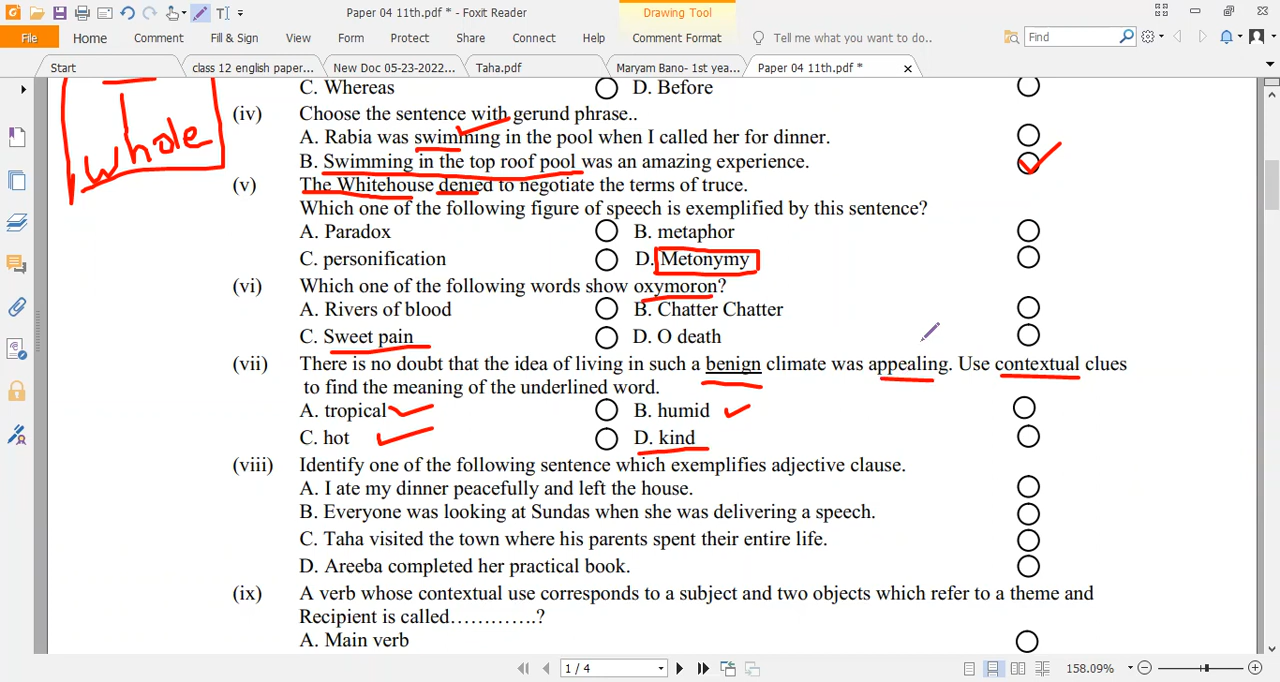 Paper 04 11th.pdf * - Foxit Reader
Drawing Tool
File Home Comment Fill & Sign View Form Protect Share Connect Help Comment Format Tell me what you want to do.. Find
Start class 12 english paper... New Doc 05-23-2022... Taha.pdf Maryam Bano- 1st yea... Paper 04 11th.pdf *
C. Whereas D. Before
(iv) Choose the sentence with gerund phrase..
A. Rabia was swimming in the pool when I called her for dinner.
whole
B. Swimming in the top roof pool was an amazing experience.
(v) The Whitehouse denied to negotiate the terms of truce.
Which one of the following figure of speech is exemplified by this sentence?
A. Paradox B. metaphor
C. personification D. Metonymy
(vi) Which one of the following words show oxymoron?
A. Rivers of blood B. Chatter Chatter
C. Sweet pain D. O death
(vii) There is no doubt that the idea of living in such a benign climate was appealing. Use contextual clues
to find the meaning of the underlined word.
A. tropical B. humid
C. hot D. kind
(viii) Identify one of the following sentence which exemplifies adjective clause.
A. I ate my dinner peacefully and left the house.
B. Everyone was looking at Sundas when she was delivering a speech.
C. Taha visited the town where his parents spent their entire life.
D. Areeba completed her practical book.
(ix) A verb whose contextual use corresponds to a subject and two objects which refer to a theme and
Recipient is called………….?
A. Main verb
1 / 4 158.09%